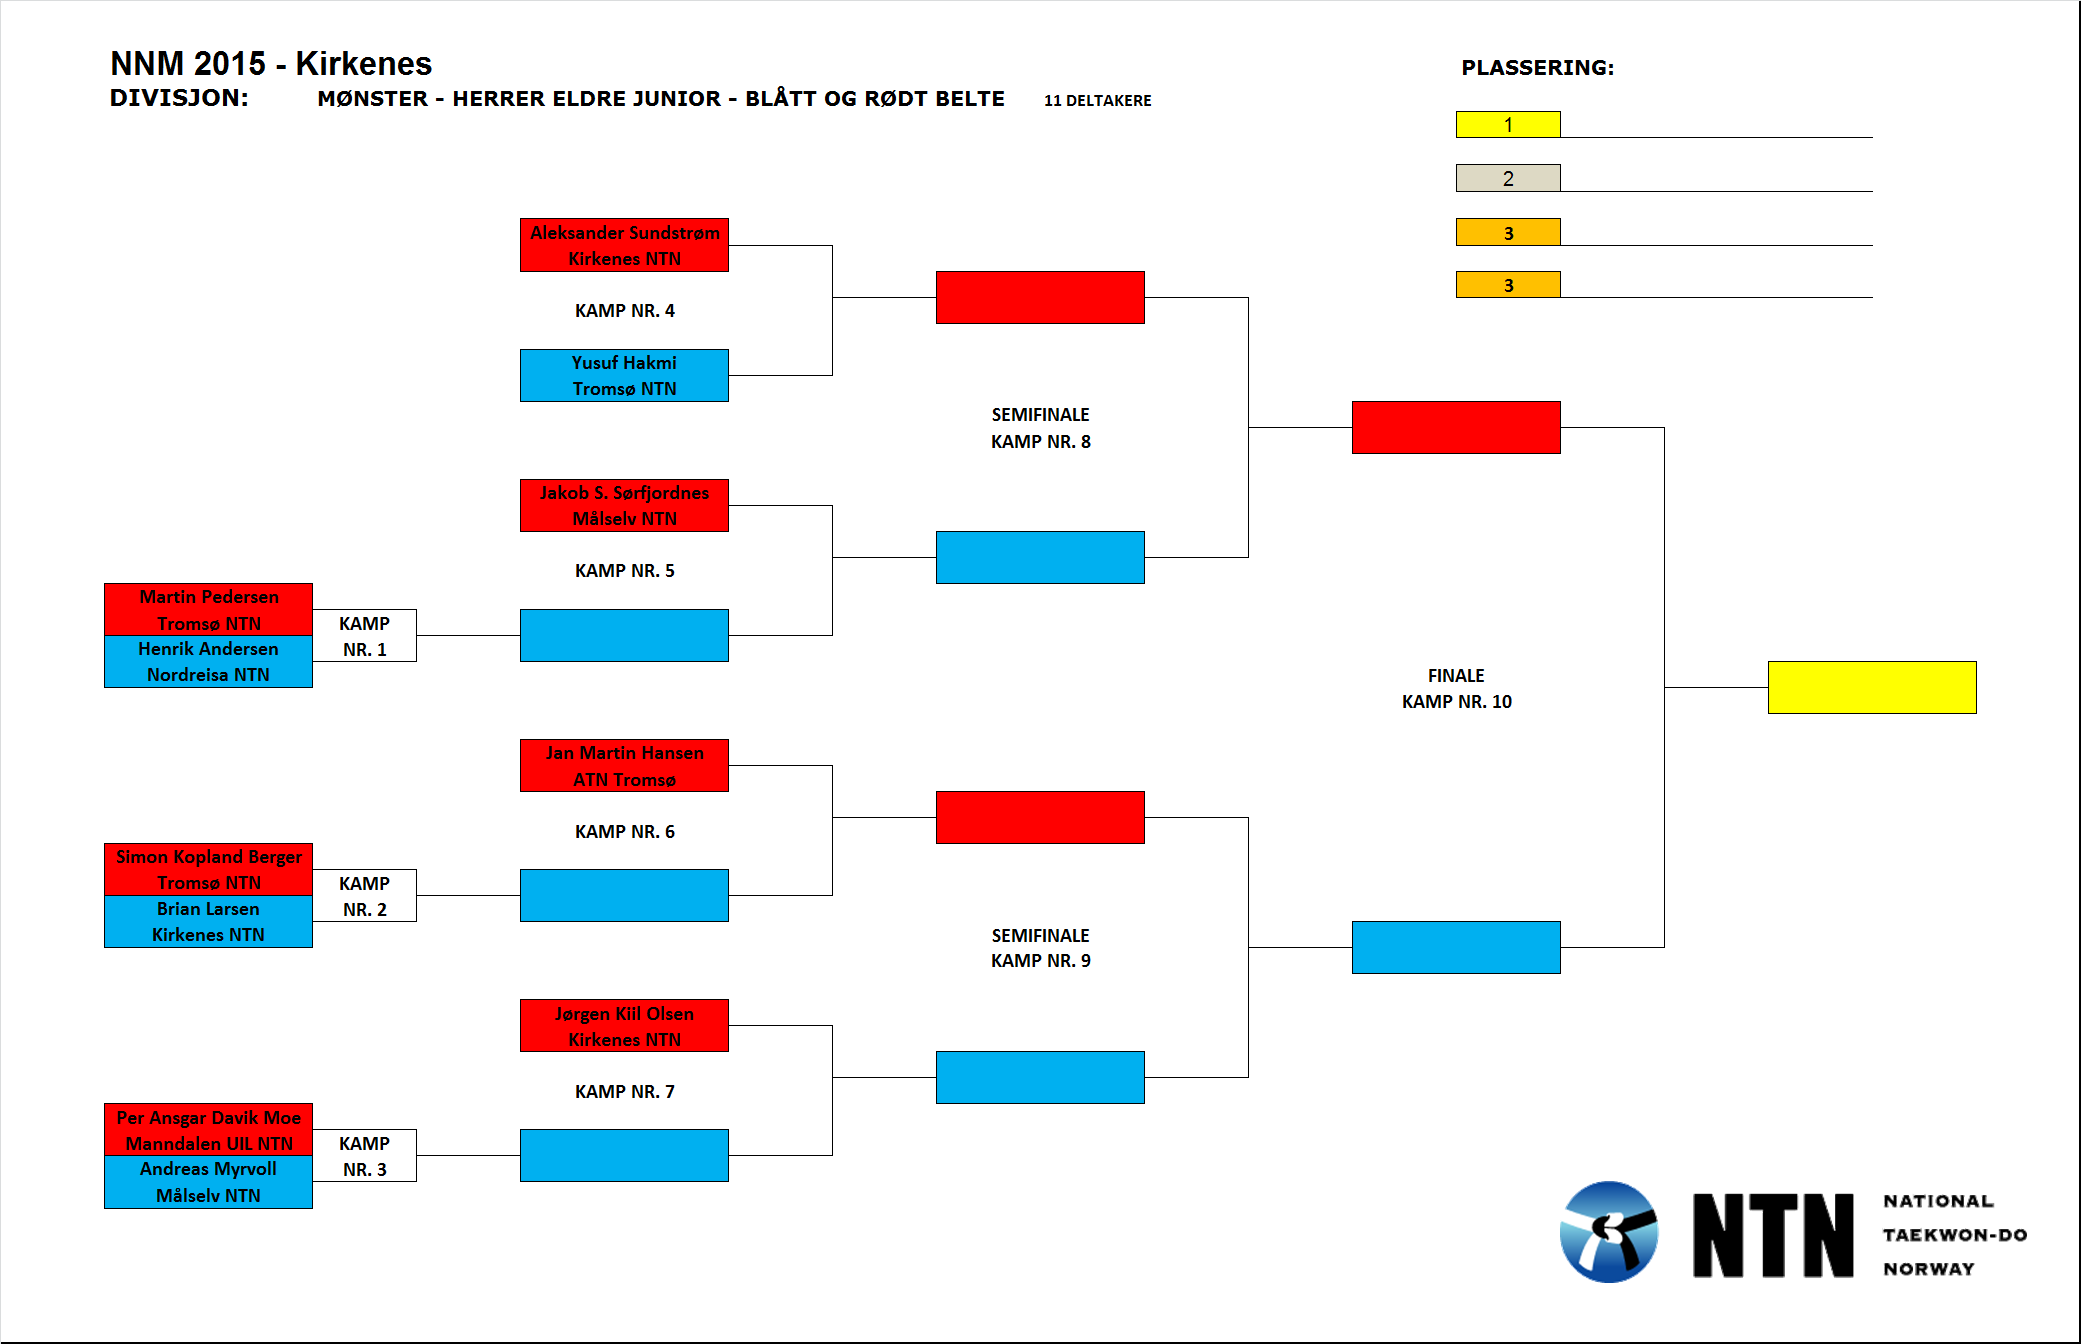 NNM 2015 - Kirkenes
DIVISJON: MØNSTER - HERRER ELDRE JUNIOR - BLÅTT OG RØDT BELTE 11 DELTAKERE
PLASSERING:
1
2
3
3
Aleksander Sundstrøm
Kirkenes NTN
KAMP NR. 4
Yusuf Hakmi
Tromsø NTN
SEMIFINALE
KAMP NR. 8
Jakob S. Sørfjordnes
Målselv NTN
KAMP NR. 5
Martin Pedersen
Tromsø NTN
Henrik Andersen
Nordreisa NTN
KAMP
NR. 1
FINALE
KAMP NR. 10
Jan Martin Hansen
ATN Tromsø
KAMP NR. 6
Simon Kopland Berger
Tromsø NTN
Brian Larsen
Kirkenes NTN
KAMP
NR. 2
SEMIFINALE
KAMP NR. 9
Jørgen Kiil Olsen
Kirkenes NTN
KAMP NR. 7
Per Ansgar Davik Moe
Manndalen UIL NTN
Andreas Myrvoll
Målselv NTN
KAMP
NR. 3
NTN
NATIONAL
TAEKWON-DO
NORWAY